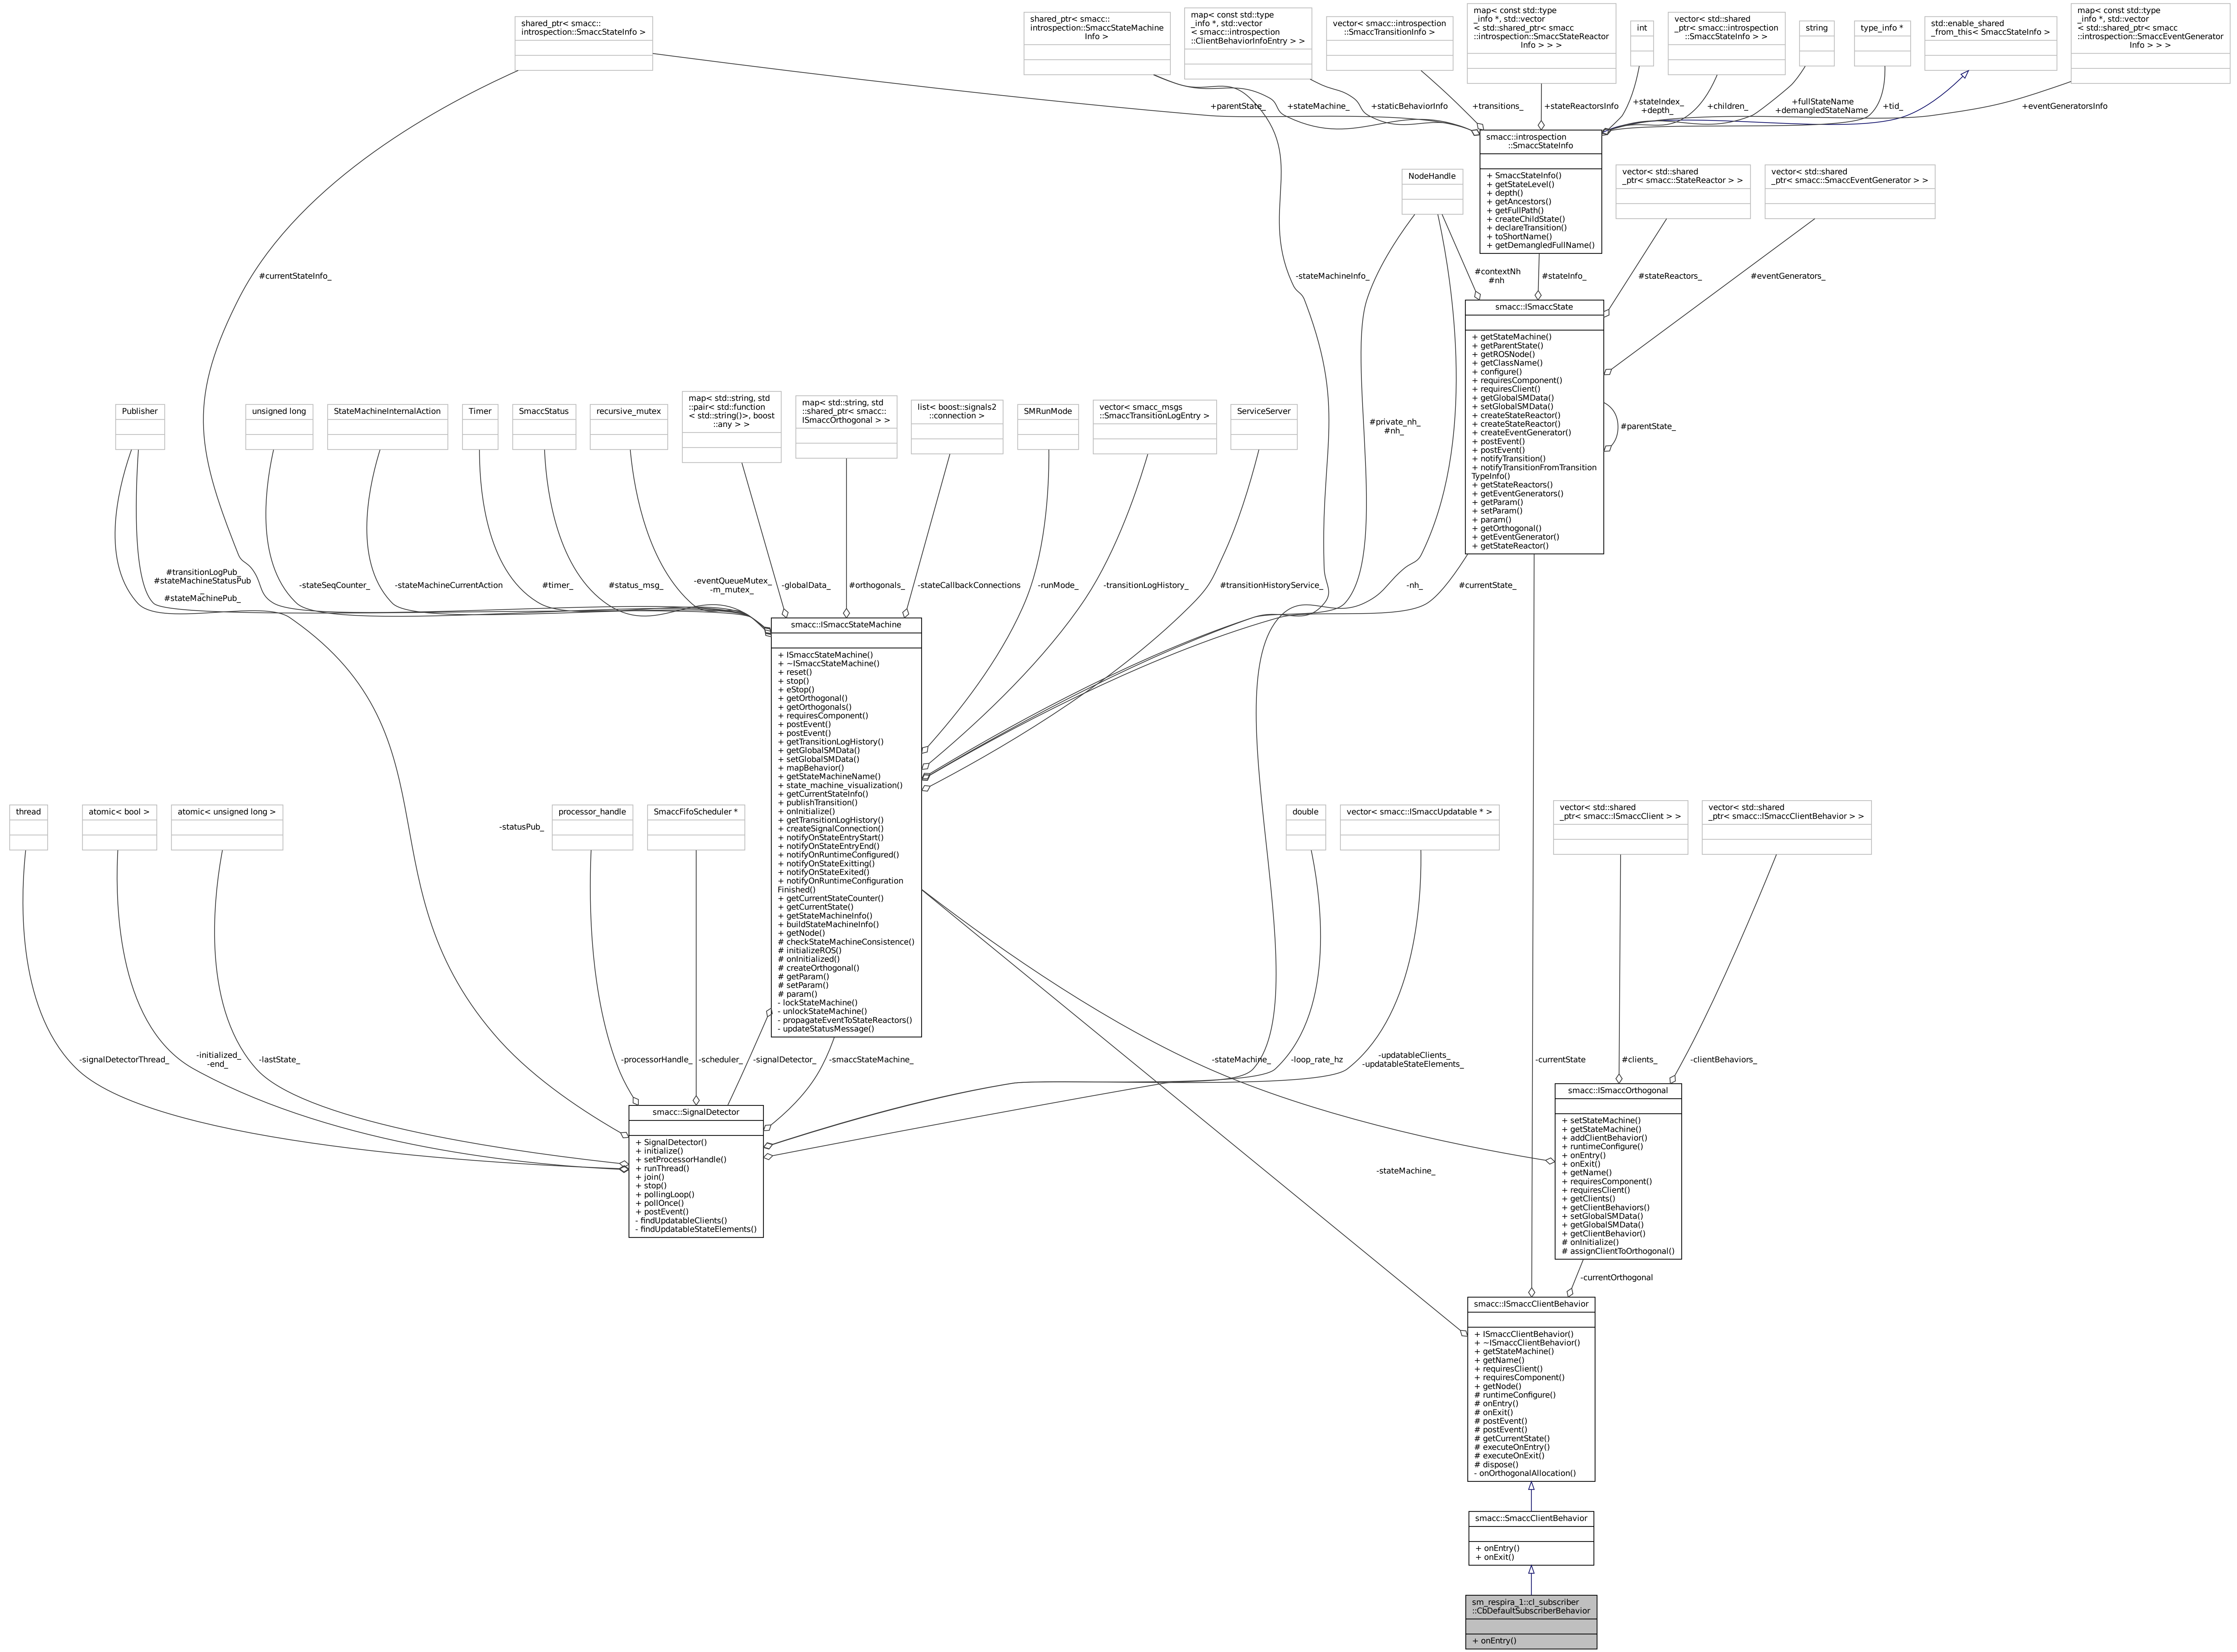 shared_ptr< smacc::
introspection::SmaccStateInfo >
shared_ptr< smacc::
introspection::SmaccStateMachine
Info >
map< const std::type
_info *, std::vector
< smacc::introspection
::ClientBehaviorInfoEntry > >
vector< smacc::introspection
::SmaccTransitionInfo >
map< const std::type
_info *, std::vector
< std::shared_ptr< smacc
::introspection::SmaccStateReactor
Info > > >
int
vector< std::shared
_ptr< smacc::introspection
::SmaccStateInfo > >
string
type_info *
std::enable_shared
_from_this< SmaccStateInfo >
map< const std::type
_info *, std::vector
< std::shared_ptr< smacc
::introspection::SmaccEventGenerator
Info > > >
+parentState_
+stateMachine_
+staticBehaviorInfo
+transitions_
+stateReactorsInfo
+stateIndex_
+depth_
+children_
+fullStateName
+demangledStateName
+tid_
+eventGeneratorsInfo
smacc::introspection
::SmaccStateInfo
+ SmaccStateInfo()
+ getStateLevel()
+ depth()
+ getAncestors()
+ getFullPath()
+ createChildState()
+ declareTransition()
+ toShortName()
+ getDemangledFullName()
NodeHandle
vector< std::shared
_ptr< smacc::StateReactor > >
vector< std::shared
_ptr< smacc::SmaccEventGenerator > >
#currentStateInfo_
-stateMachineInfo_
#contextNh
#nh
#stateInfo_
#stateReactors_
#eventGenerators_
smacc::ISmaccState
+ getStateMachine()
+ getParentState()
+ getROSNode()
+ getClassName()
+ configure()
+ requiresComponent()
+ requiresClient()
+ getGlobalSMData()
+ setGlobalSMData()
+ createStateReactor()
+ createStateReactor()
+ createEventGenerator()
+ postEvent()
+ postEvent()
+ notifyTransition()
+ notifyTransitionFromTransition
TypeInfo()
+ getStateReactors()
+ getEventGenerators()
+ getParam()
+ setParam()
+ param()
+ getOrthogonal()
+ getEventGenerator()
+ getStateReactor()
#parentState_
#private_nh_
#nh_
Publisher
unsigned long
StateMachineInternalAction
Timer
SmaccStatus
recursive_mutex
map< std::string, std
::pair< std::function
< std::string()>, boost
::any > >
map< std::string, std
::shared_ptr< smacc::
ISmaccOrthogonal > >
list< boost::signals2
::connection >
SMRunMode
vector< smacc_msgs
::SmaccTransitionLogEntry >
ServiceServer
#transitionLogPub_
#stateMachineStatusPub
_
#stateMachinePub_
-stateSeqCounter_
-stateMachineCurrentAction
#timer_
#status_msg_
-eventQueueMutex_
-m_mutex_
-globalData_
#orthogonals_
-stateCallbackConnections
-runMode_
-transitionLogHistory_
#transitionHistoryService_
-nh_
#currentState_
smacc::ISmaccStateMachine
+ ISmaccStateMachine()
+ ~ISmaccStateMachine()
+ reset()
+ stop()
+ eStop()
+ getOrthogonal()
+ getOrthogonals()
+ requiresComponent()
+ postEvent()
+ postEvent()
+ getTransitionLogHistory()
+ getGlobalSMData()
+ setGlobalSMData()
+ mapBehavior()
+ getStateMachineName()
+ state_machine_visualization()
+ getCurrentStateInfo()
+ publishTransition()
+ onInitialize()
+ getTransitionLogHistory()
+ createSignalConnection()
+ notifyOnStateEntryStart()
+ notifyOnStateEntryEnd()
+ notifyOnRuntimeConfigured()
+ notifyOnStateExitting()
+ notifyOnStateExited()
+ notifyOnRuntimeConfiguration
Finished()
+ getCurrentStateCounter()
+ getCurrentState()
+ getStateMachineInfo()
+ buildStateMachineInfo()
+ getNode()
# checkStateMachineConsistence()
# initializeROS()
# onInitialized()
# createOrthogonal()
# getParam()
# setParam()
# param()
- lockStateMachine()
- unlockStateMachine()
- propagateEventToStateReactors()
- updateStatusMessage()
thread
atomic< bool >
atomic< unsigned long >
-statusPub_
processor_handle
SmaccFifoScheduler *
double
vector< smacc::ISmaccUpdatable * >
vector< std::shared
_ptr< smacc::ISmaccClient > >
vector< std::shared
_ptr< smacc::ISmaccClientBehavior > >
-signalDetectorThread_
-initialized_
-end_
-lastState_
-processorHandle_
-scheduler_
-signalDetector_
-smaccStateMachine_
-stateMachine_
-loop_rate_hz
-updatableClients_
-updatableStateElements_
-currentState
#clients_
-clientBehaviors_
smacc::SignalDetector
+ SignalDetector()
+ initialize()
+ setProcessorHandle()
+ runThread()
+ join()
+ stop()
+ pollingLoop()
+ pollOnce()
+ postEvent()
- findUpdatableClients()
- findUpdatableStateElements()
smacc::ISmaccOrthogonal
+ setStateMachine()
+ getStateMachine()
+ addClientBehavior()
+ runtimeConfigure()
+ onEntry()
+ onExit()
+ getName()
+ requiresComponent()
+ requiresClient()
+ getClients()
+ getClientBehaviors()
+ setGlobalSMData()
+ getGlobalSMData()
+ getClientBehavior()
# onInitialize()
# assignClientToOrthogonal()
-stateMachine_
-currentOrthogonal
smacc::ISmaccClientBehavior
+ ISmaccClientBehavior()
+ ~ISmaccClientBehavior()
+ getStateMachine()
+ getName()
+ requiresClient()
+ requiresComponent()
+ getNode()
# runtimeConfigure()
# onEntry()
# onExit()
# postEvent()
# postEvent()
# getCurrentState()
# executeOnEntry()
# executeOnExit()
# dispose()
- onOrthogonalAllocation()
smacc::SmaccClientBehavior
+ onEntry()
+ onExit()
sm_respira_1::cl_subscriber
::CbDefaultSubscriberBehavior
+ onEntry()